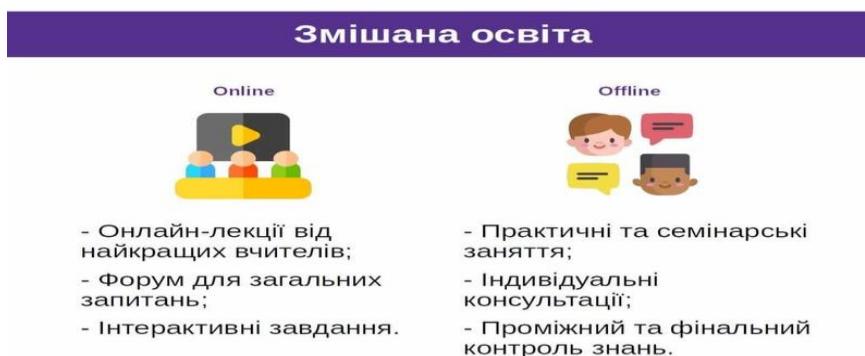 Змішана освіта
Online
- Онлайн-лекції від
найкращих вчителів;
- Форум для загальних
запитань;
- Інтерактивні завдання.
Offline
- Практичні та семінарські
заняття;
- Індивідуальні
консультації;
- Проміжний та фінальний
контроль знань.